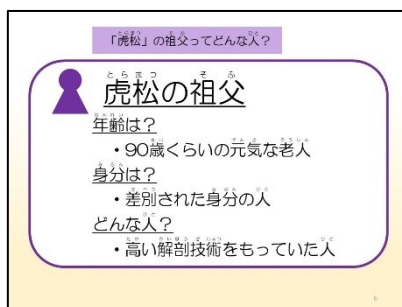 「虎松」の祖父ってどんな人？
虎松の祖父
年齢は？
・90歳くらいの元気な老人
身分は？
・差別された身分の人
どんな人？
・高い解剖技術をもっていた人